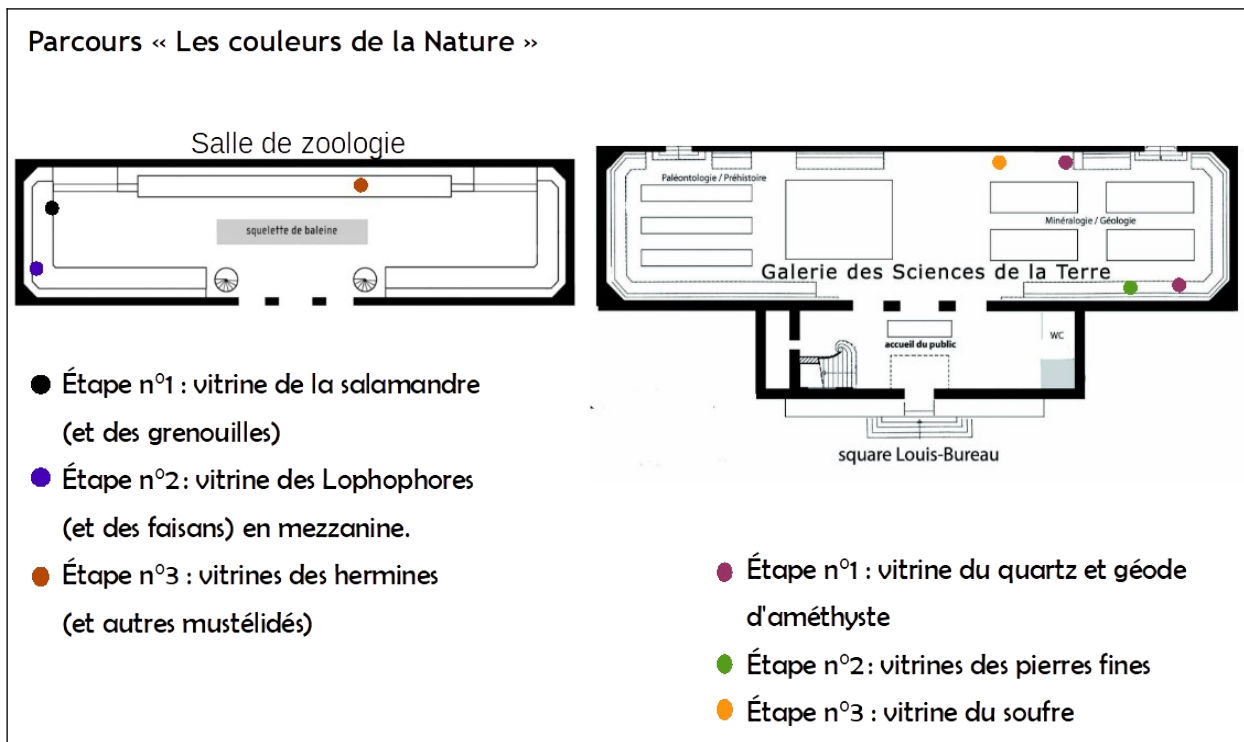 Parcours « Les couleurs de la Nature »
Salle de zoologie
squelette de baleine
Étape n°1 : vitrine de la salamandre
(et des grenouilles)
Étape n°2 : vitrine des Lophophores
(et des faisans) en mezzanine.
Étape n°3 : vitrines des hermines
(et autres mustélidés)
Paléontologie / Préhistoire
Minéralogie / Géologie
Galerie des Sciences de la Terre
accueil du public
WC
square Louis-Bureau
Étape n°1 : vitrine du quartz et géode
d'améthyste
Étape n°2 : vitrines des pierres fines
Étape n°3 : vitrine du soufre